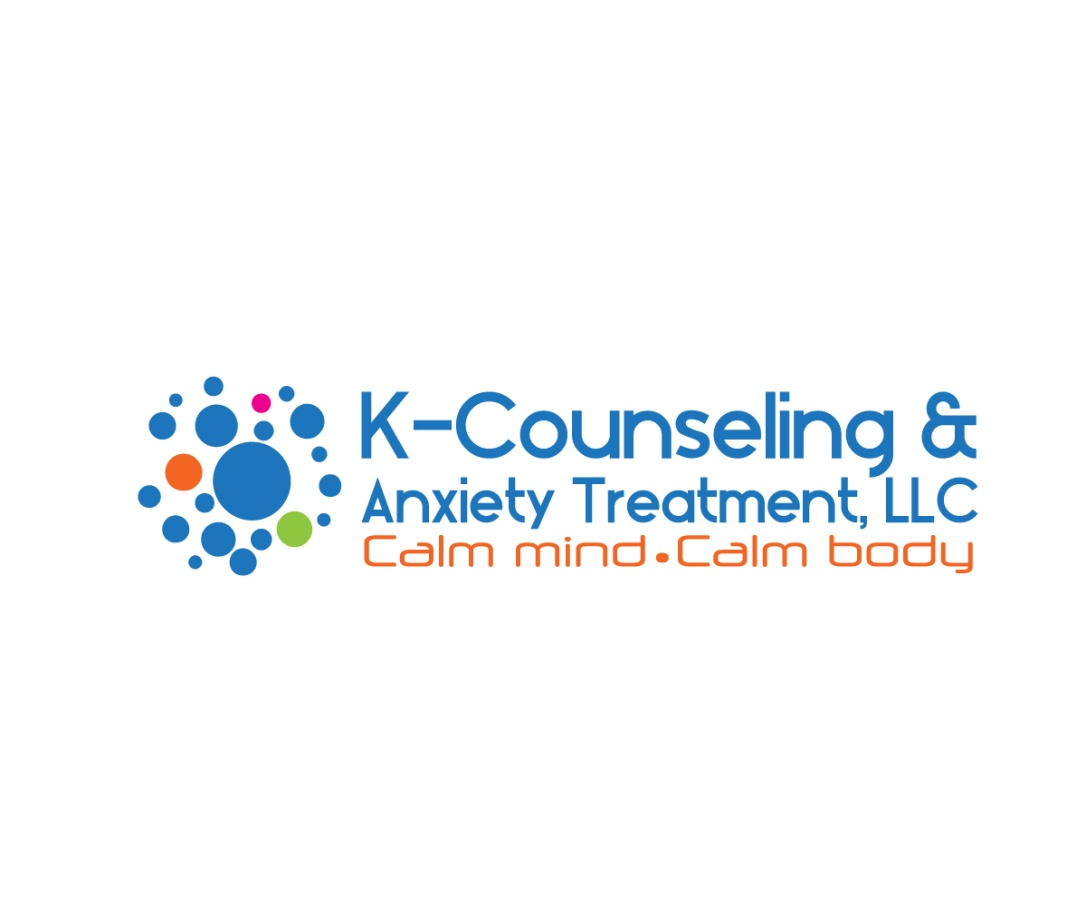 K-Counseling &
Anxiety Treatment, LLC
Calm mind.Calm body